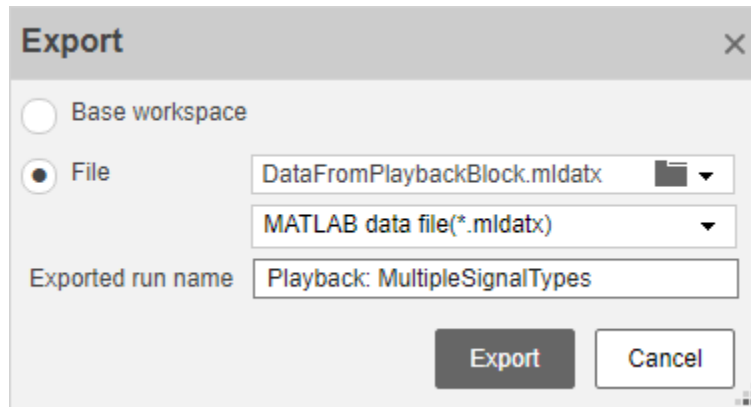 Export
Base workspace
File DataFromPlaybackBlock.mldatx
MATLAB data file(*.mldatx)
Exported run name Playback: MultipleSignalTypes
Export Cancel